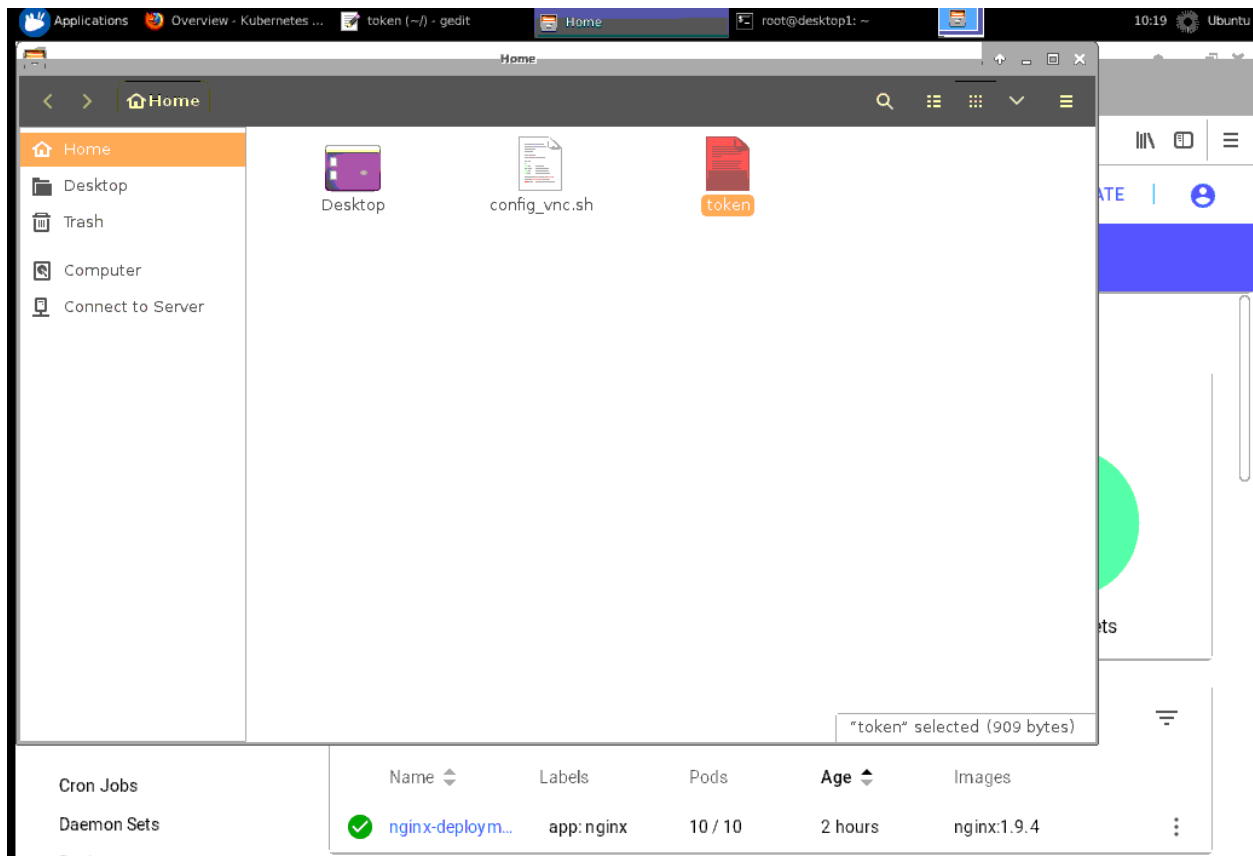 Applications Overview - Kubernetes ... token (~/) - gedit Home root@desktop1: ~ 10:19 Ubuntu
Home
Home
Home
Desktop
Trash
Computer
Connect to Server
Desktop config_vnc.sh token
ATE |
ets
"token" selected (909 bytes)
Cron Jobs
Daemon Sets
Name Labels Pods Age Images
nginx-deploym... app: nginx 10 / 10 2 hours nginx:1.9.4